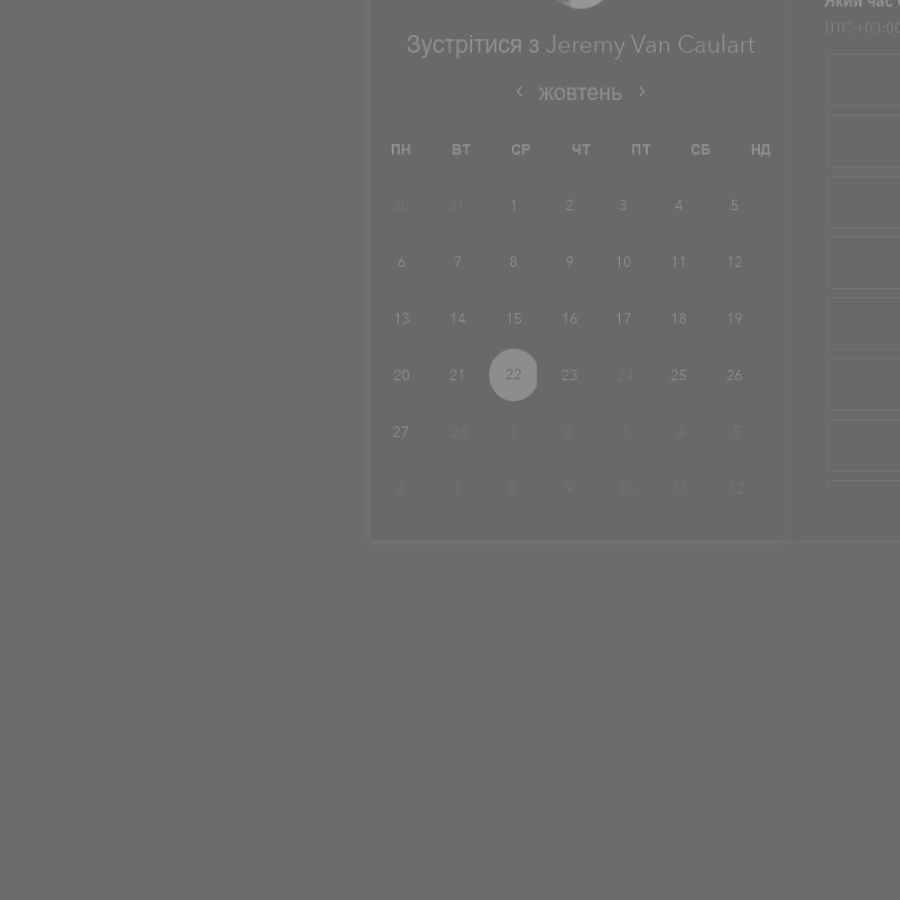 Який час
UTC +03:00
Зустрітися з Jeremy Van Caulart
‹ жовтень ›
ПН ВТ СР ЧТ ПТ СБ НД
30 31 1 2 3 4 5
6 7 8 9 10 11 12
13 14 15 16 17 18 19
20 21 22 23 24 25 26
27 28 1 2 3 4 5
6 7 8 9 10 11 12